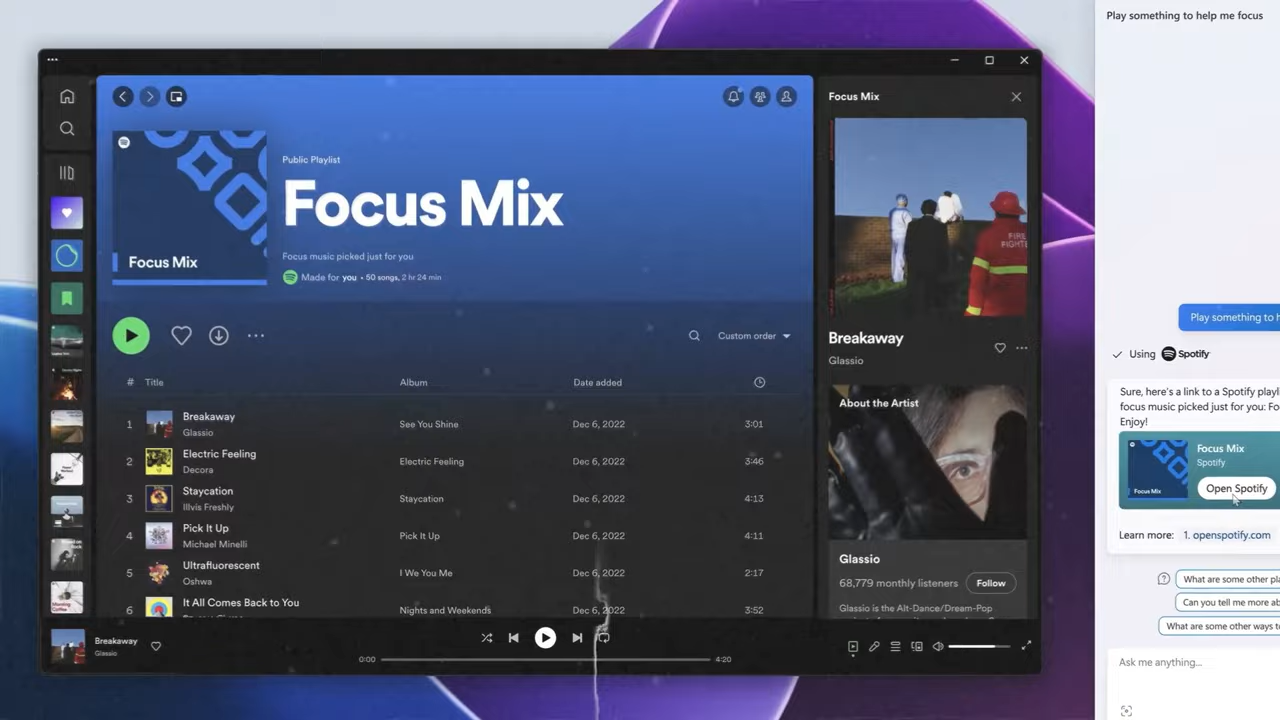 Play something to help me focus
Focus Mix
Public Playlist
Focus Mix
Focus Mix
Focus music picked just for you
Made for you • 50 songs, 2 hr 24 min
FIRE
FIGHTE
Custom order
Breakaway
Glassio
# Title Album Date added
1 Breakaway See You Shine Dec 6, 2022 3:01
Glassio
2 Electric Feeling Electric Feeling Dec 6, 2022 3:46
Decora
3 Staycation Staycation Dec 6, 2022 4:13
Illvis Freshly
4 Pick It Up Pick It Up Dec 6, 2022 4:11
Michael Minelli
5 Ultrafluorescent I We You Me Dec 6, 2022 2:17
Oshwa
6 It All Comes Back to You Nights and Weekends Dec 6, 2022 3:52
About the Artist
Glassio
68,779 monthly listeners Follow
Glassio is the Alt-Dance/Dream-Pop
Breakaway
Glassio
0:00 4:20
Play something to h
Using Spotify
Sure, here's a link to a Spotify playli
focus music picked just for you: Fo
Enjoy!
Focus Mix
Spotify
Focus Mix
Open Spotify
Learn more: 1. openspotify.com
What are some other pla
Can you tell me more ab
What are some other ways to
Ask me anything...